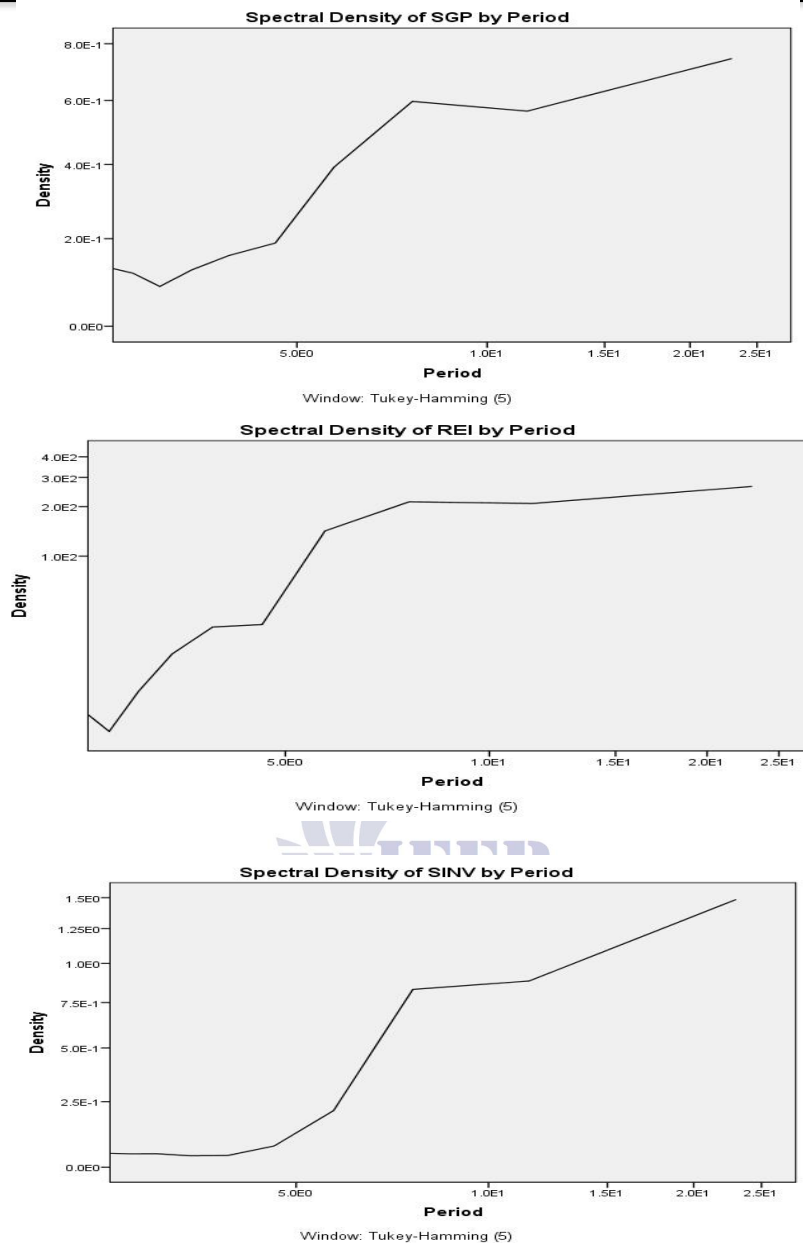 Spectral Density of SGP by Period
8.0E-1
6.0E-1
4.0E-1
2.0E-1
0.0E0
Density
5.0E0 1.0E1 1.5E1 2.0E1 2.5E1
Period
Window: Tukey-Hamming (5)
Spectral Density of REI by Period
4.0E2
3.0E2
2.0E2
1.0E2
Density
5.0E0 1.0E1 1.5E1 2.0E1 2.5E1
Period
Window: Tukey-Hamming (5)
Spectral Density of SINV by Period
1.5E0
1.25E0
1.0E0
7.5E-1
5.0E-1
2.5E-1
0.0E0
Density
5.0E0 1.0E1 1.5E1 2.0E1 2.5E1
Period
Window: Tukey-Hamming (5)